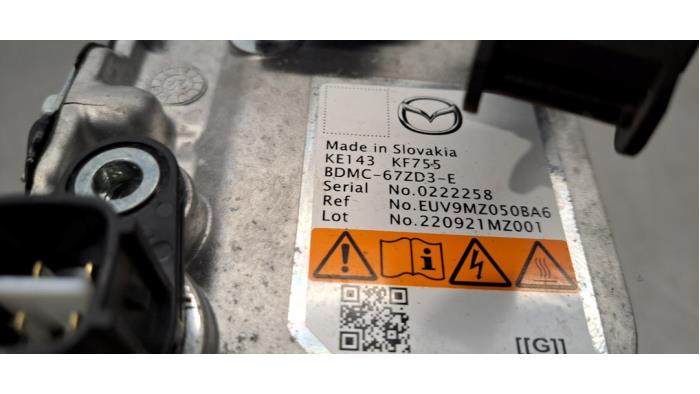 Made in Slovakia
KE143 KF755
BDMC-67ZD3-E
Serial No.0222258
Ref No.EUV9MZ050BA6
Lot No.220921MZ001
[[G]]